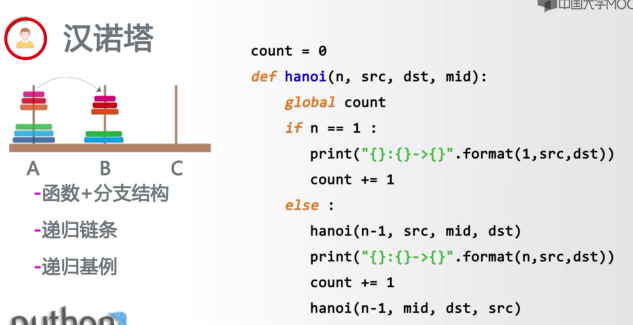 中国大学MOO
汉诺塔
A B C
-函数+分支结构
-递归链条
-递归基例
count = 0
def hanoi(n, src, dst, mid):
    global count
    if n == 1 :
        print("{}:{}->{}".format(1,src,dst))
        count += 1
    else :
        hanoi(n-1, src, mid, dst)
        print("{}:{}->{}".format(n,src,dst))
        count += 1
        hanoi(n-1, mid, dst, src)
python